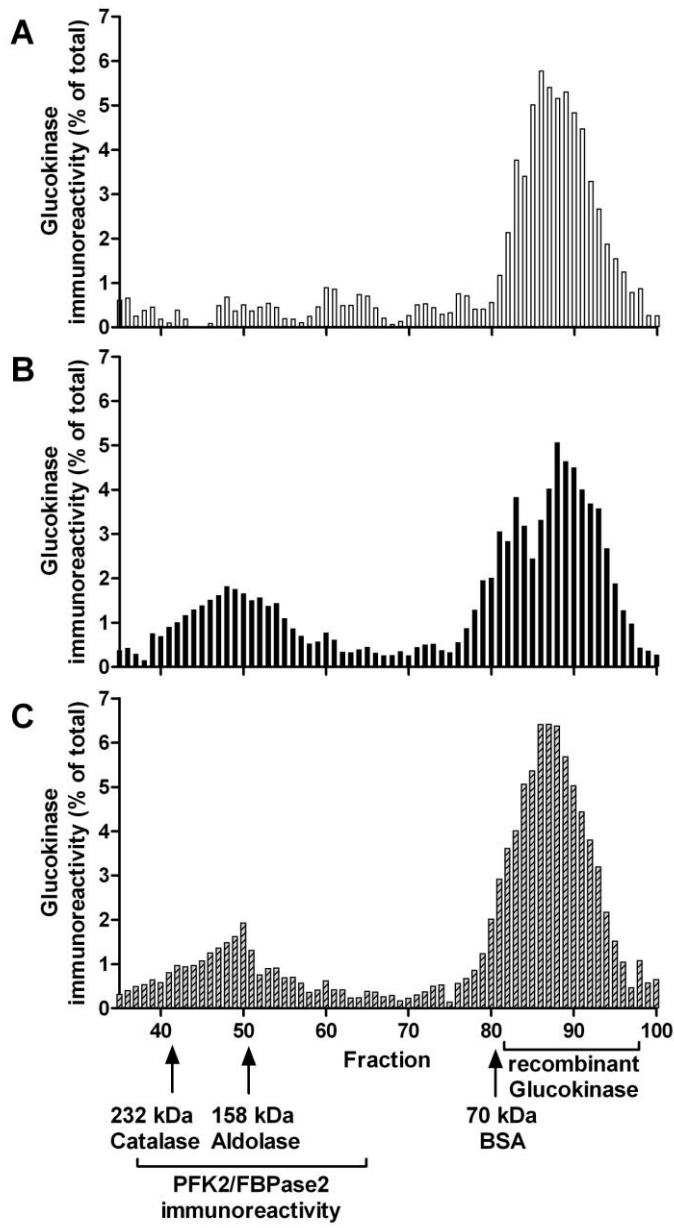 A
Glucokinase
immunoreactivity (% of total)
7
6
5
4
3
2
1
0
B
Glucokinase
immunoreactivity (% of total)
7
6
5
4
3
2
1
0
C
Glucokinase
immunoreactivity (% of total)
7
6
5
4
3
2
1
0
40 50 60 70 80 90 100
Fraction
recombinant
Glucokinase
232 kDa
Catalase
158 kDa
Aldolase
70 kDa
BSA
PFK2/FBPase2
immunoreactivity